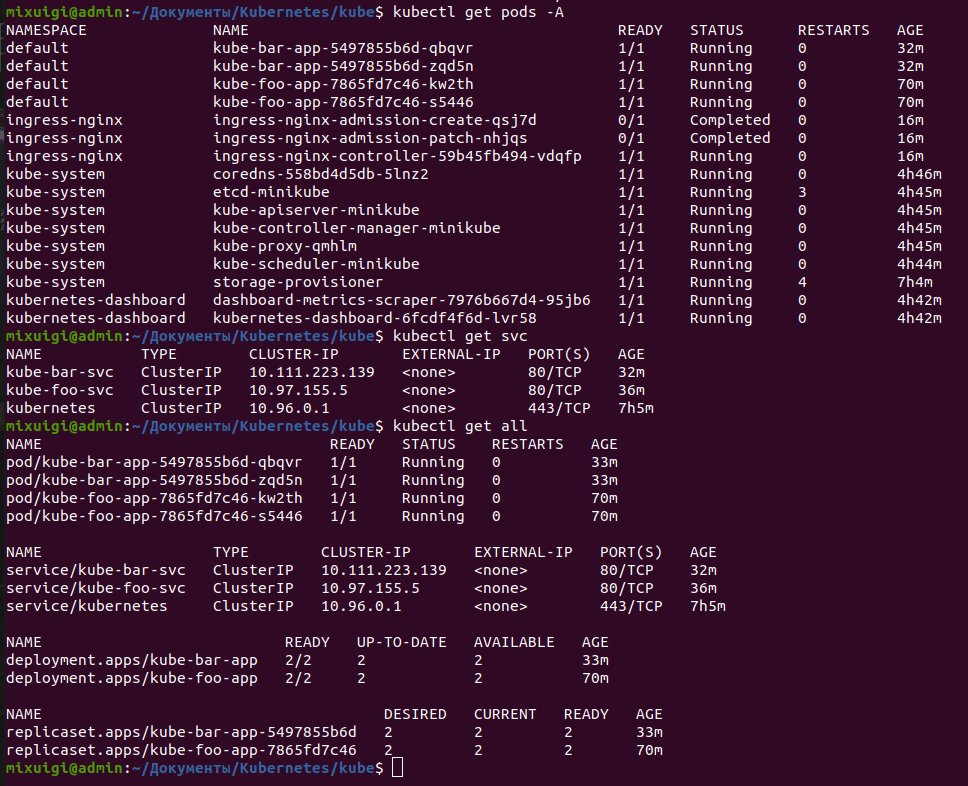 mixuigi@admin:~/Документы/Kubernetes/kube$ kubectl get pods -A
NAMESPACE NAME READY STATUS RESTARTS AGE
default kube-bar-app-5497855b6d-qbqvr 1/1 Running 0 32m
default kube-bar-app-5497855b6d-zqd5n 1/1 Running 0 32m
default kube-foo-app-7865fd7c46-kw2th 1/1 Running 0 70m
default kube-foo-app-7865fd7c46-s5446 1/1 Running 0 70m
ingress-nginx ingress-nginx-admission-create-qsj7d 0/1 Completed 0 16m
ingress-nginx ingress-nginx-admission-patch-nhjqs 0/1 Completed 0 16m
ingress-nginx ingress-nginx-controller-59b45fb494-vdqfp 1/1 Running 0 16m
kube-system coredns-558bd4d5db-5lnz2 1/1 Running 0 4h46m
kube-system etcd-minikube 1/1 Running 3 4h45m
kube-system kube-apiserver-minikube 1/1 Running 0 4h45m
kube-system kube-controller-manager-minikube 1/1 Running 0 4h45m
kube-system kube-proxy-qmhlm 1/1 Running 0 4h45m
kube-system kube-scheduler-minikube 1/1 Running 0 4h44m
kube-system storage-provisioner 1/1 Running 4 7h4m
kubernetes-dashboard dashboard-metrics-scraper-7976b667d4-95jb6 1/1 Running 0 4h42m
kubernetes-dashboard kubernetes-dashboard-6fcdf4f6d-lvr58 1/1 Running 0 4h42m
mixuigi@admin:~/Документы/Kubernetes/kube$ kubectl get svc
NAME TYPE CLUSTER-IP EXTERNAL-IP PORT(S) AGE
kube-bar-svc ClusterIP 10.111.223.139 <none> 80/TCP 32m
kube-foo-svc ClusterIP 10.97.155.5 <none> 80/TCP 36m
kubernetes ClusterIP 10.96.0.1 <none> 443/TCP 7h5m
mixuigi@admin:~/Документы/Kubernetes/kube$ kubectl get all
NAME READY STATUS RESTARTS AGE
pod/kube-bar-app-5497855b6d-qbqvr 1/1 Running 0 33m
pod/kube-bar-app-5497855b6d-zqd5n 1/1 Running 0 33m
pod/kube-foo-app-7865fd7c46-kw2th 1/1 Running 0 70m
pod/kube-foo-app-7865fd7c46-s5446 1/1 Running 0 70m
NAME TYPE CLUSTER-IP EXTERNAL-IP PORT(S) AGE
service/kube-bar-svc ClusterIP 10.111.223.139 <none> 80/TCP 32m
service/kube-foo-svc ClusterIP 10.97.155.5 <none> 80/TCP 36m
service/kubernetes ClusterIP 10.96.0.1 <none> 443/TCP 7h5m
NAME READY UP-TO-DATE AVAILABLE AGE
deployment.apps/kube-bar-app 2/2 2 2 33m
deployment.apps/kube-foo-app 2/2 2 2 70m
NAME DESIRED CURRENT READY AGE
replicaset.apps/kube-bar-app-5497855b6d 2 2 2 33m
replicaset.apps/kube-foo-app-7865fd7c46 2 2 2 70m
mixuigi@admin:~/Документы/Kubernetes/kube$